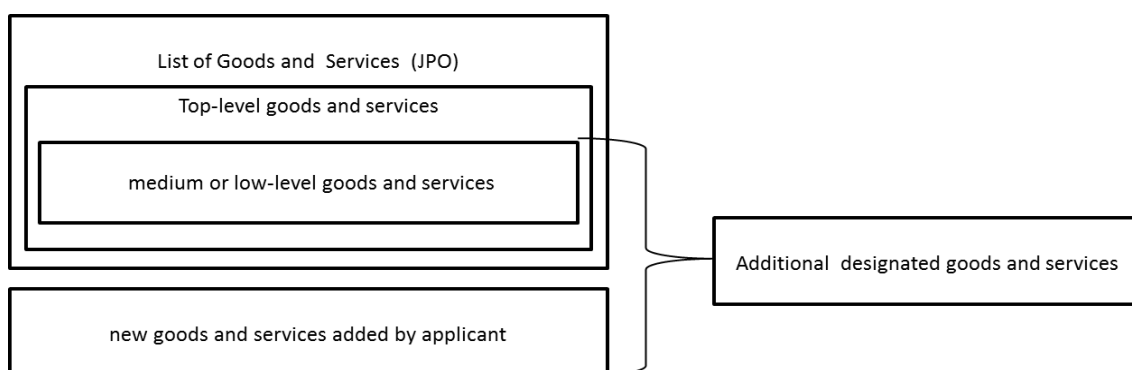 List of Goods and Services (JPO)
Top-level goods and services
medium or low-level goods and services
Additional designated goods and services
new goods and services added by applicant